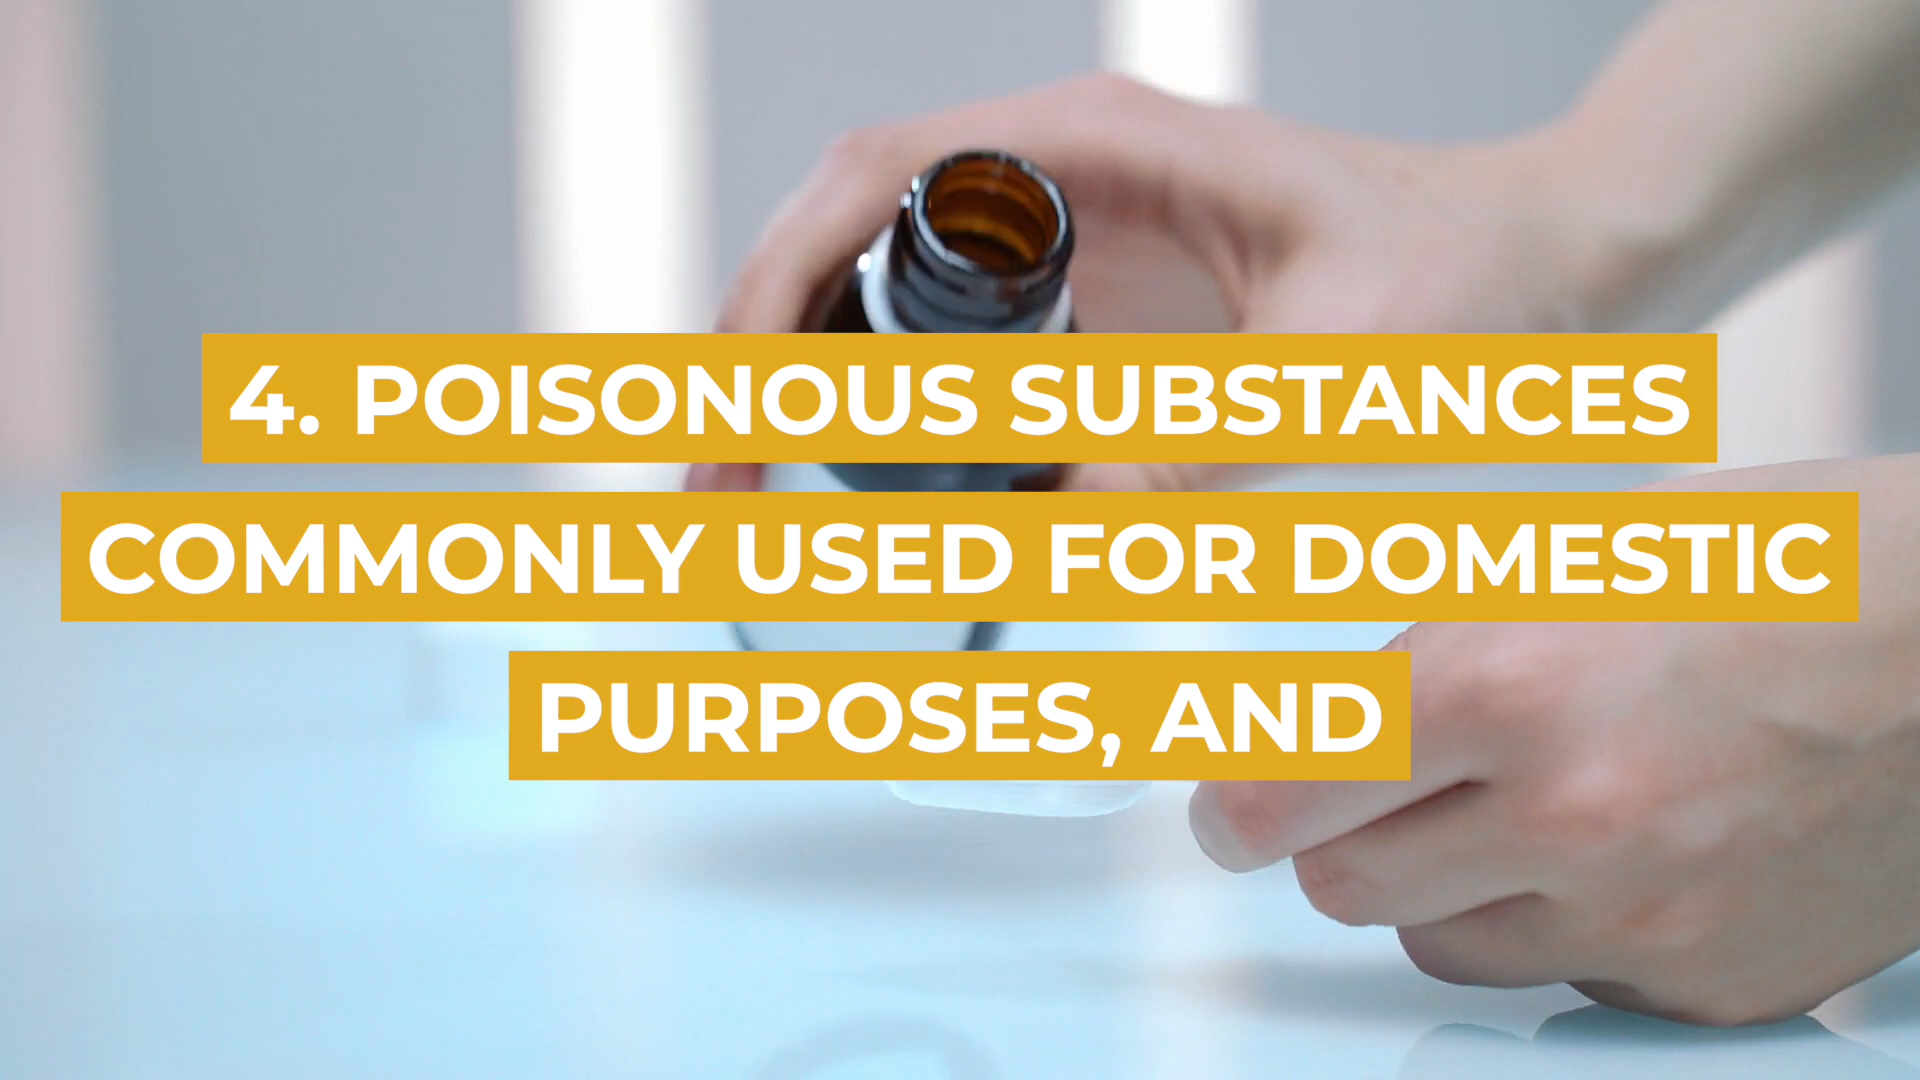 4. POISONOUS SUBSTANCES
COMMONLY USED FOR DOMESTIC
PURPOSES, AND